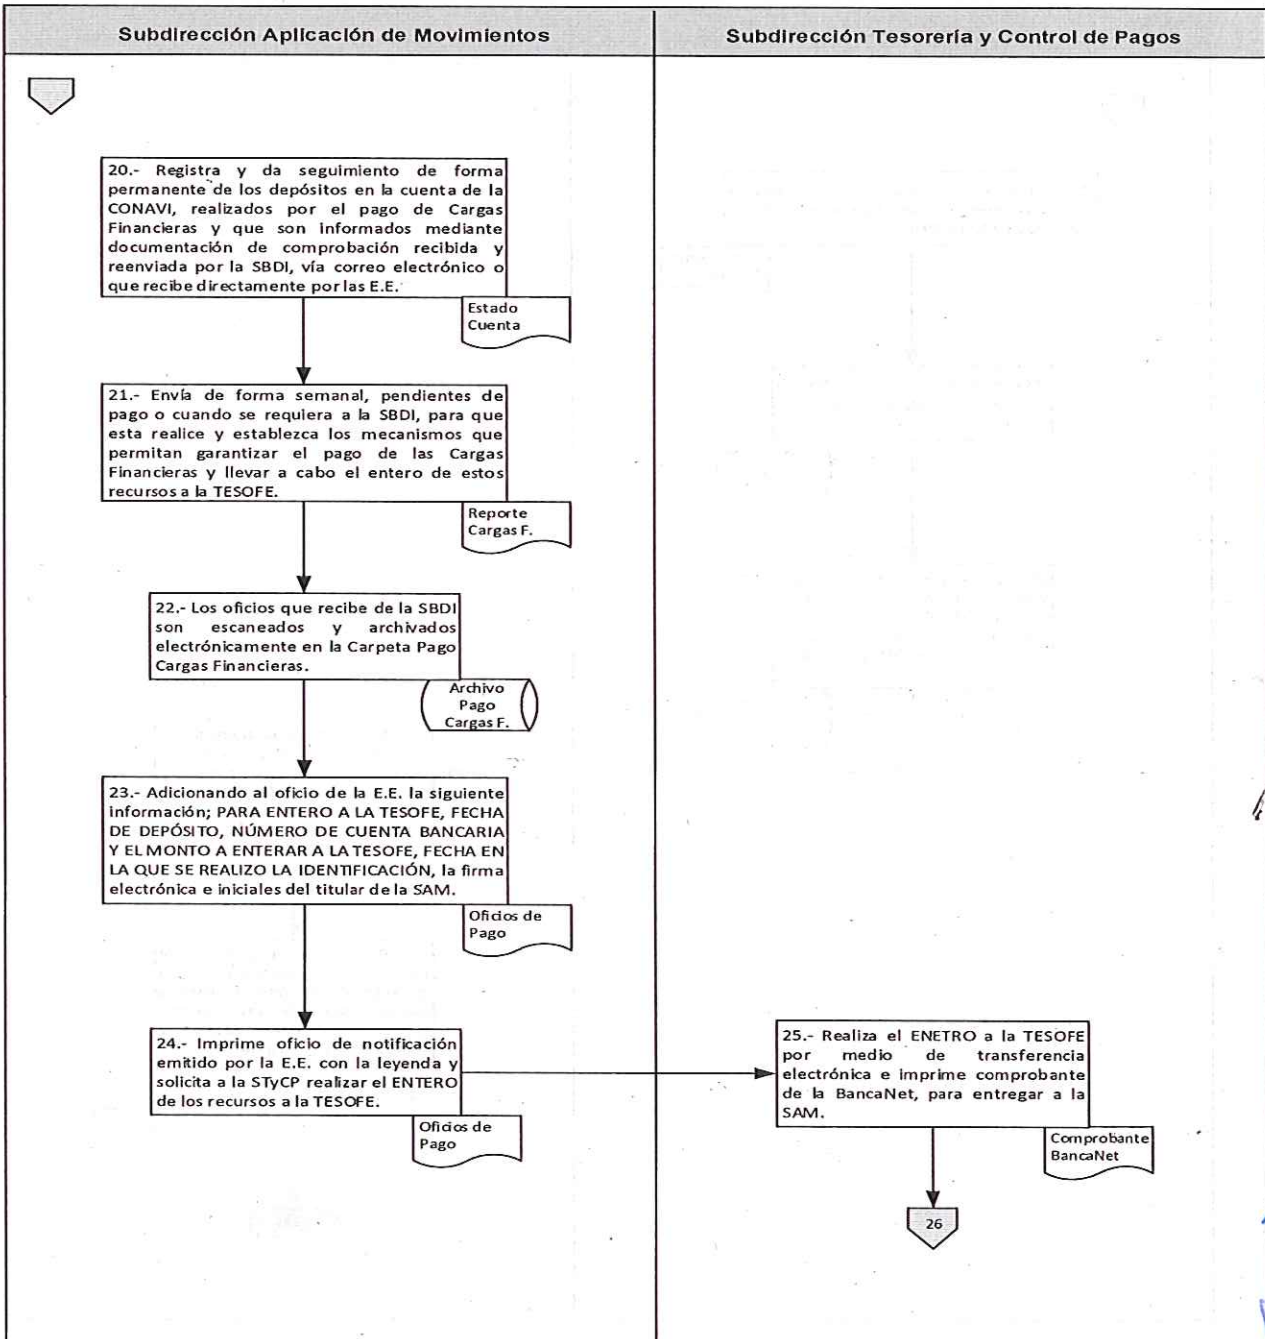 Subdirección Aplicación de Movimientos
Subdirección Tesorería y Control de Pagos
20.- Registra y da seguimiento de forma
permanente de los depósitos en la cuenta de la
CONAVI, realizados por el pago de Cargas
Financieras y que son informados mediante
documentación de comprobación recibida y
reenviada por la SBDI, vía correo electrónico o
que recibe directamente por las E.E.
Estado
Cuenta
21.- Envía de forma semanal, pendientes de
pago o cuando se requiera a la SBDI, para que
esta realice y establezca los mecanismos que
permitan garantizar el pago de las Cargas
Financieras y llevar a cabo el entero de estos
recursos a la TESOFE.
Reporte
Cargas F.
22.- Los oficios que recibe de la SBDI
son escaneados y archivados
electrónicamente en la Carpeta Pago
Cargas Financieras.
Archivo
Pago
Cargas F.
23.- Adicionando al oficio de la E.E. la siguiente
información; PARA ENTERO A LA TESOFE, FECHA
DE DEPÓSITO, NÚMERO DE CUENTA BANCARIA
Y EL MONTO A ENTERAR A LA TESOFE, FECHA EN
LA QUE SE REALIZO LA IDENTIFICACIÓN, la firma
electrónica e iniciales del titular de la SAM.
Oficios de
Pago
24.- Imprime oficio de notificación
emitido por la E.E. con la leyenda y
solicita a la STyCP realizar el ENTERO
de los recursos a la TESOFE.
Oficios de
Pago
25.- Realiza el ENETRO a la TESOFE
por medio de transferencia
electrónica e imprime comprobante
de la BancaNet, para entregar a la
SAM.
Comprobante
BancaNet
26